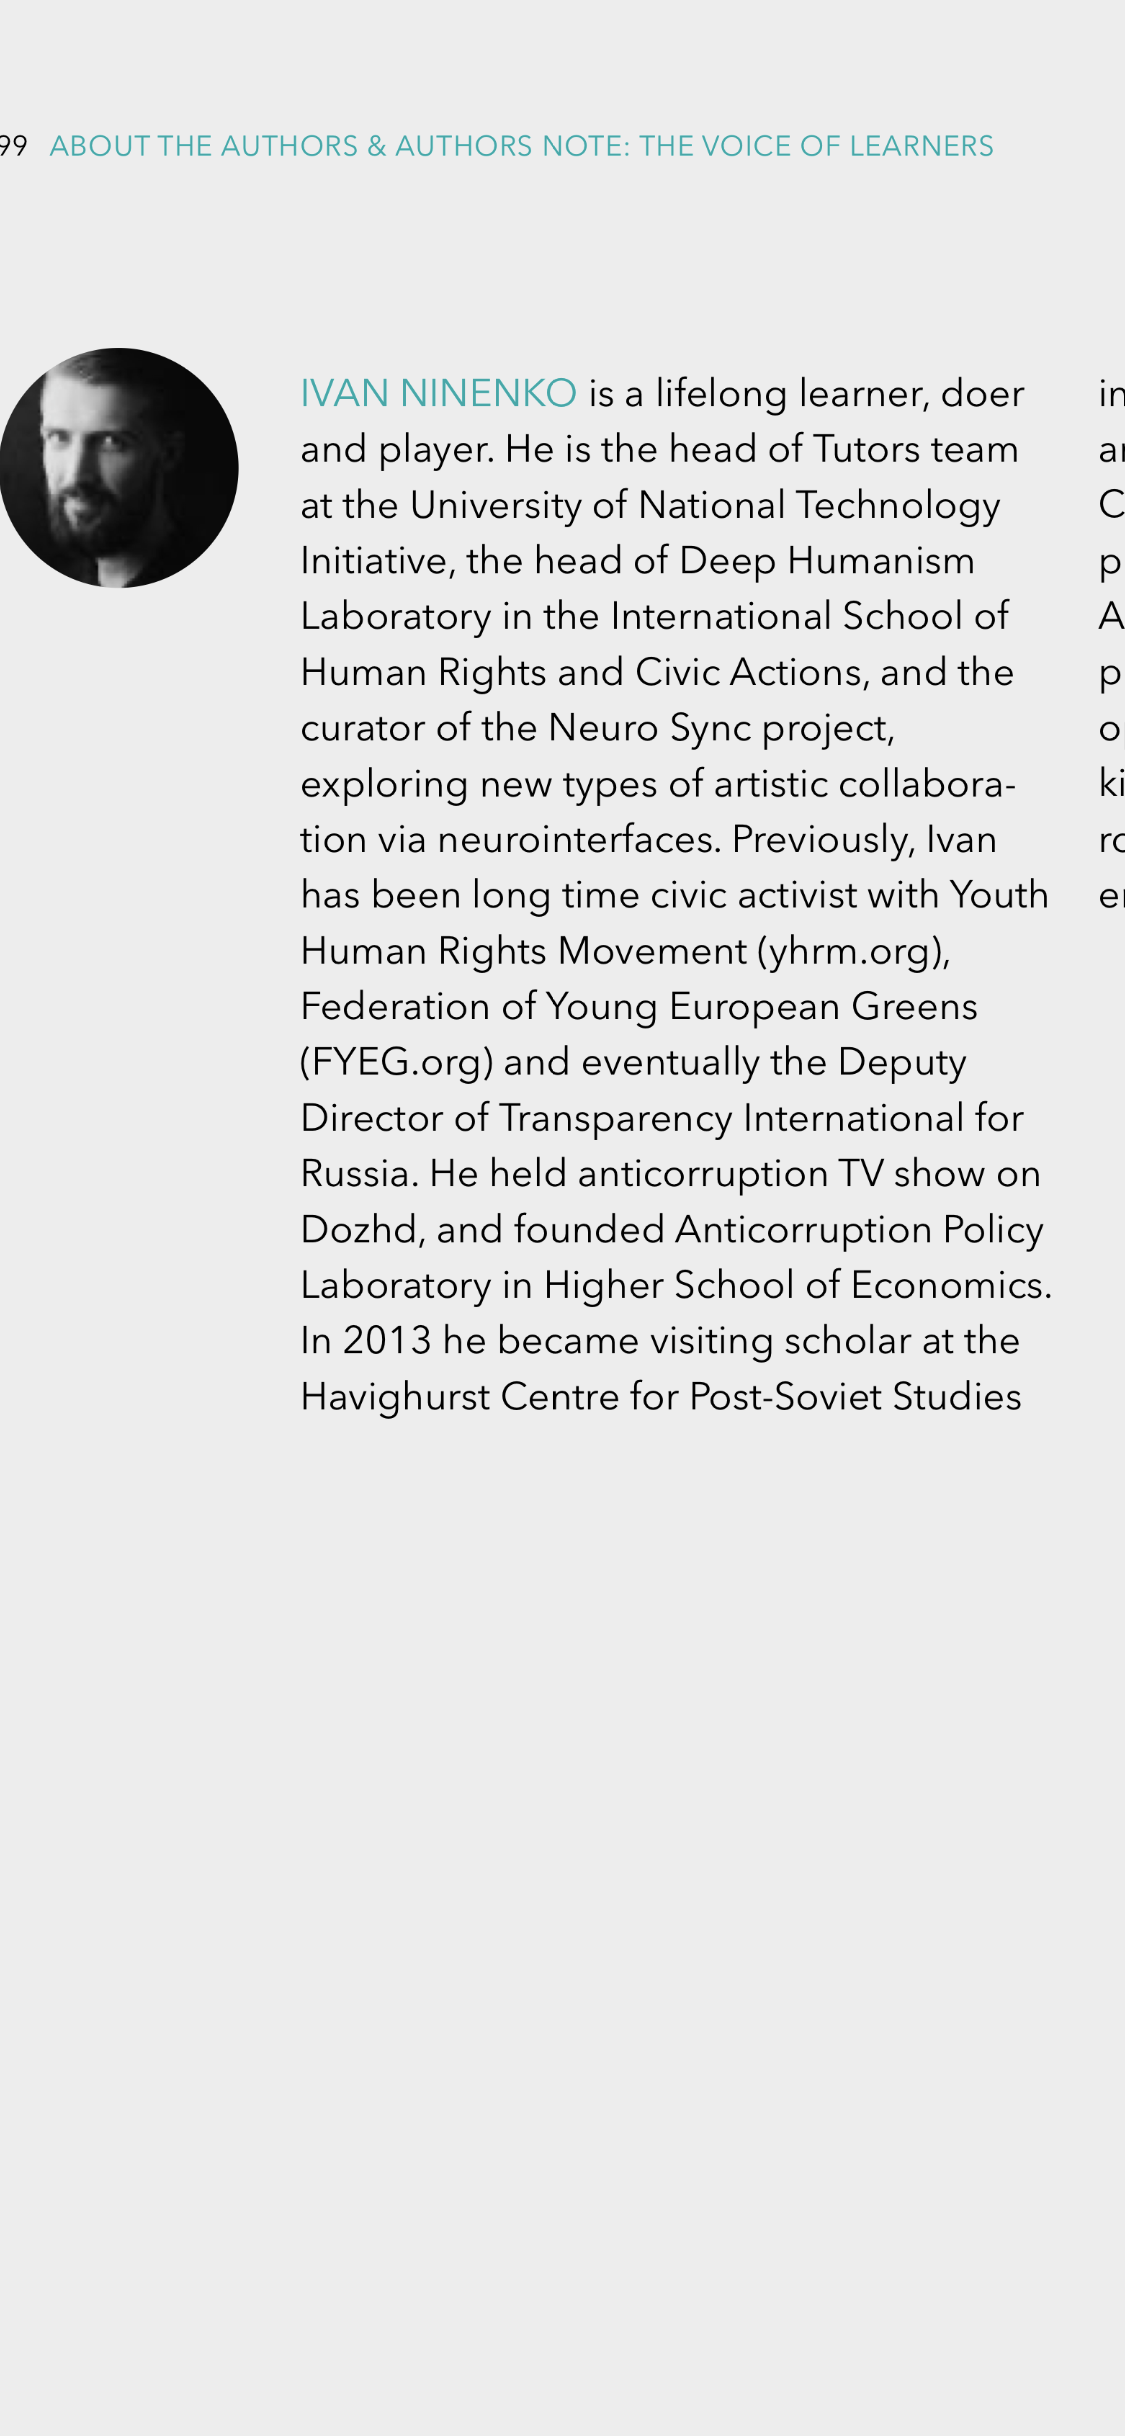 99 ABOUT THE AUTHORS & AUTHORS NOTE: THE VOICE OF LEARNERS
IVAN NINENKO is a lifelong learner, doer
and player. He is the head of Tutors team
at the University of National Technology
Initiative, the head of Deep Humanism
Laboratory in the International School of
Human Rights and Civic Actions, and the
curator of the Neuro Sync project,
exploring new types of artistic collabora-
tion via neurointerfaces. Previously, Ivan
has been long time civic activist with Youth
Human Rights Movement (yhrm.org),
Federation of Young European Greens
(FYEG.org) and eventually the Deputy
Director of Transparency International for
Russia. He held anticorruption TV show on
Dozhd, and founded Anticorruption Policy
Laboratory in Higher School of Economics.
In 2013 he became visiting scholar at the
Havighurst Centre for Post-Soviet Studies